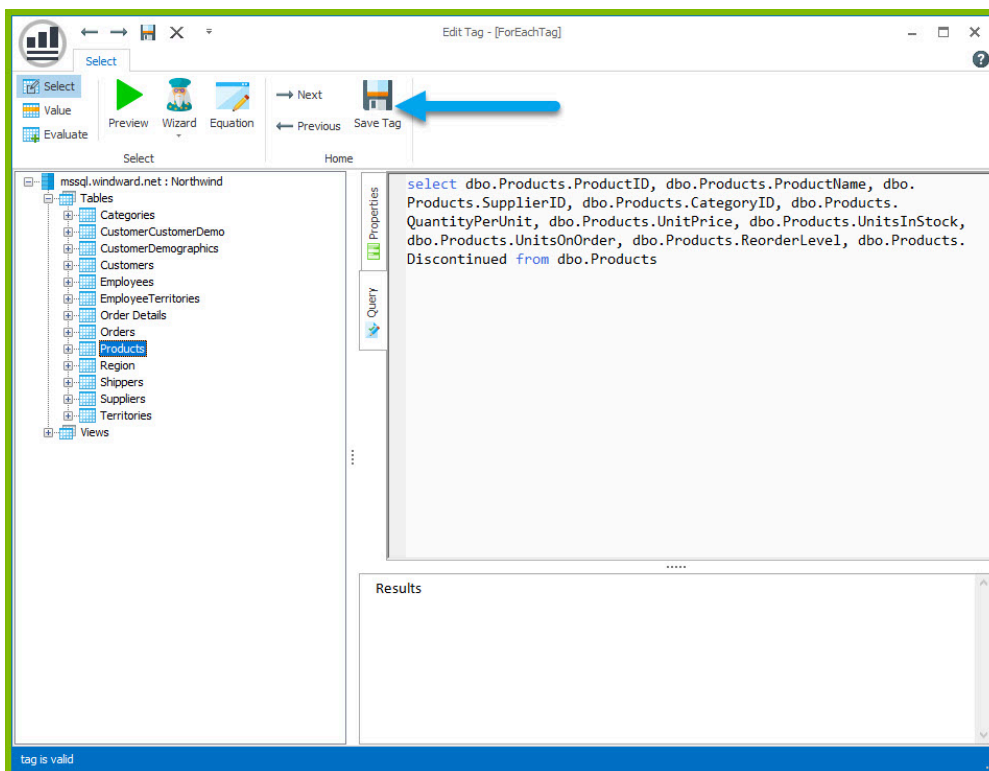 Edit Tag - [ForEachTag]
Select
Select
Value
Evaluate
Preview
Wizard
Equation
Next
Previous
Save Tag
Select
Home
mssql.windward.net : Northwind
Tables
Categories
CustomerCustomerDemo
CustomerDemographics
Customers
Employees
EmployeeTerritories
Order Details
Orders
Products
Region
Shippers
Suppliers
Territories
Views
Properties
Query
select dbo.Products.ProductID, dbo.Products.ProductName, dbo.
Products.SupplierID, dbo.Products.CategoryID, dbo.Products.
QuantityPerUnit, dbo.Products.UnitPrice, dbo.Products.UnitsInStock,
dbo.Products.UnitsOnOrder, dbo.Products.ReorderLevel, dbo.Products.
Discontinued from dbo.Products
Results
tag is valid